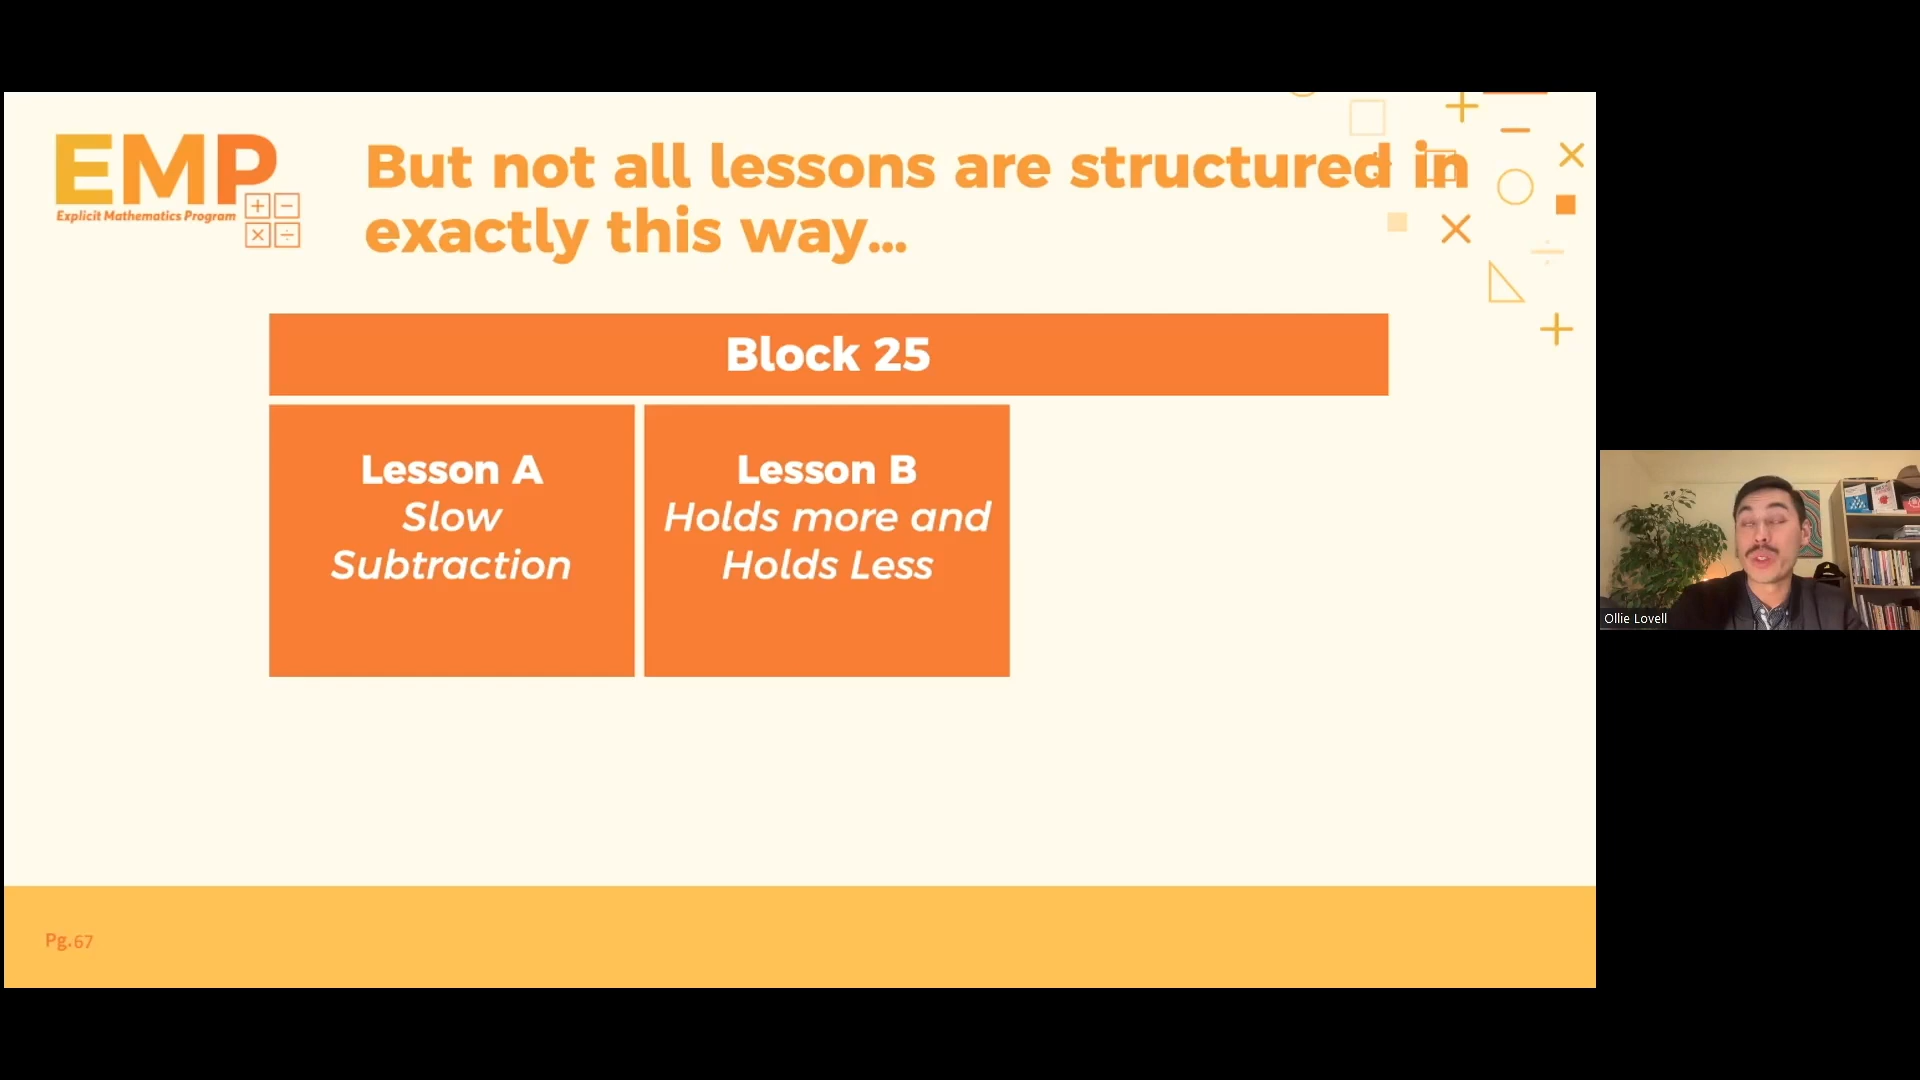 EMP
Explicit Mathematics Program
But not all lessons are structured in
exactly this way...
Block 25
Lesson A
Slow
Subtraction
Lesson B
Holds more and
Holds Less
Ollie Lovell
Pg.67